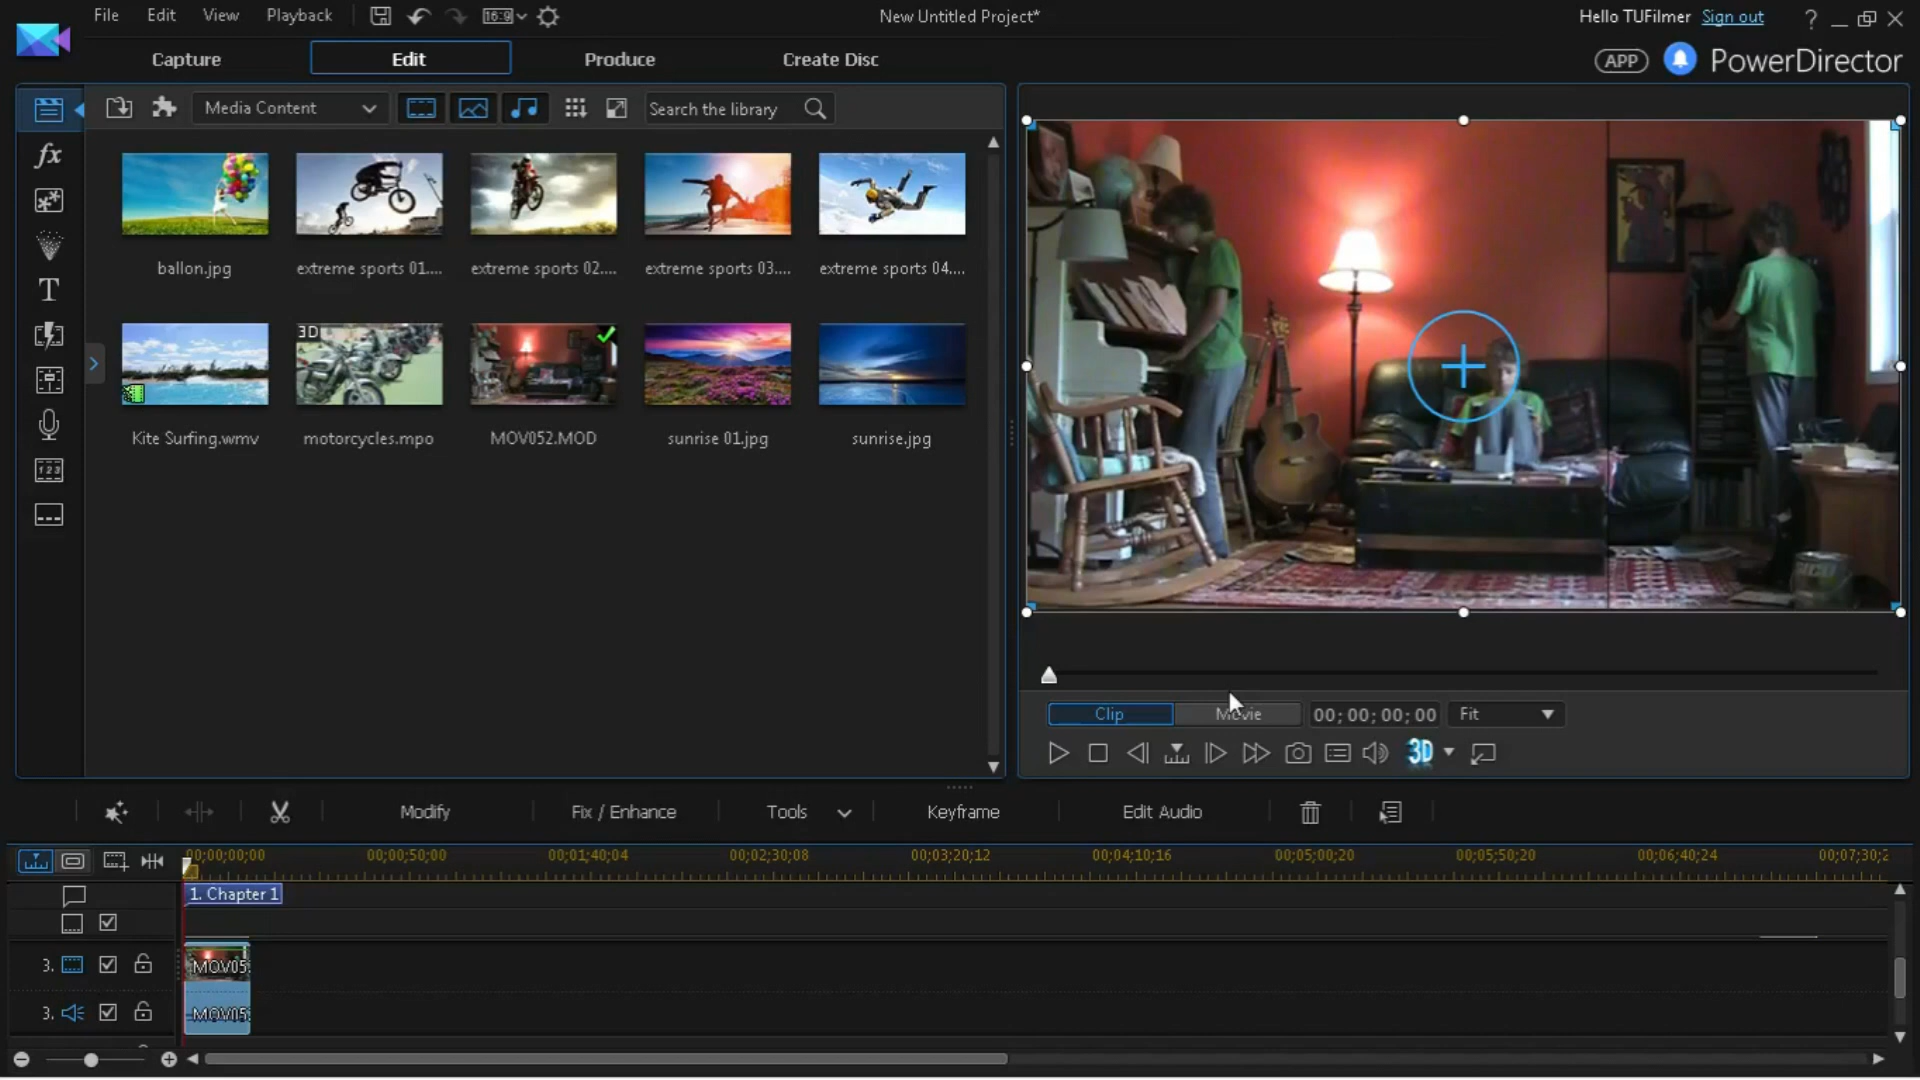 File Edit View Playback 16:9 New Untitled Project* Hello TUFilmer Sign out ?
Capture Edit Produce Create Disc APP PowerDirector
Media Content Search the library
fx
ballon.jpg extreme sports 01.... extreme sports 02.... extreme sports 03.... extreme sports 04....
T
3D
Kite Surfing.wmv motorcycles.mpo MOV052.MOD sunrise 01.jpg sunrise.jpg
123
Clip Movie 00;00;00;00 Fit
3D
Modify Fix / Enhance Tools Keyframe Edit Audio
00;00;00;00 00;00;50;00 00;01;40;04 00;02;30;08 00;03;20;12 00;04;10;16 00;05;00;20 00;05;50;20 00;06;40;24 00;07;30;2
1. Chapter 1
3. MOV05
3. MOV05